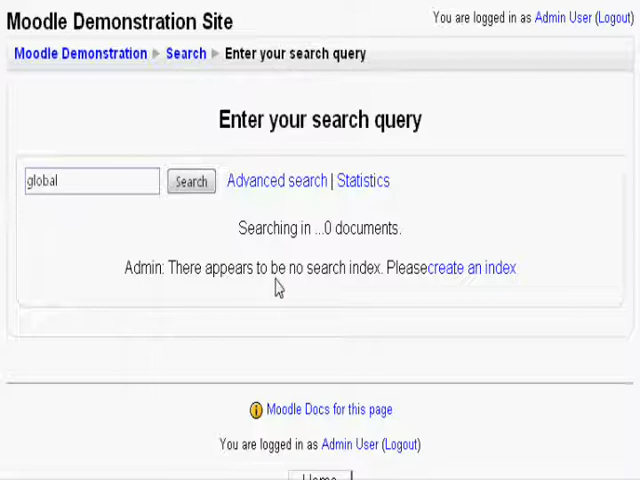 Moodle Demonstration Site
You are logged in as Admin User (Logout)
Moodle Demonstration ► Search ► Enter your search query
Enter your search query
global Search Advanced search | Statistics
Searching in ...0 documents.
Admin: There appears to be no search index. Pleasecreate an index
Moodle Docs for this page
You are logged in as Admin User (Logout)
Home